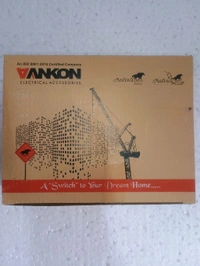 An ISO 9001:2015 Certified Company
VANKON
ELECTRICAL ACCESSORIES
A "Switch" to Your Dream Home.....